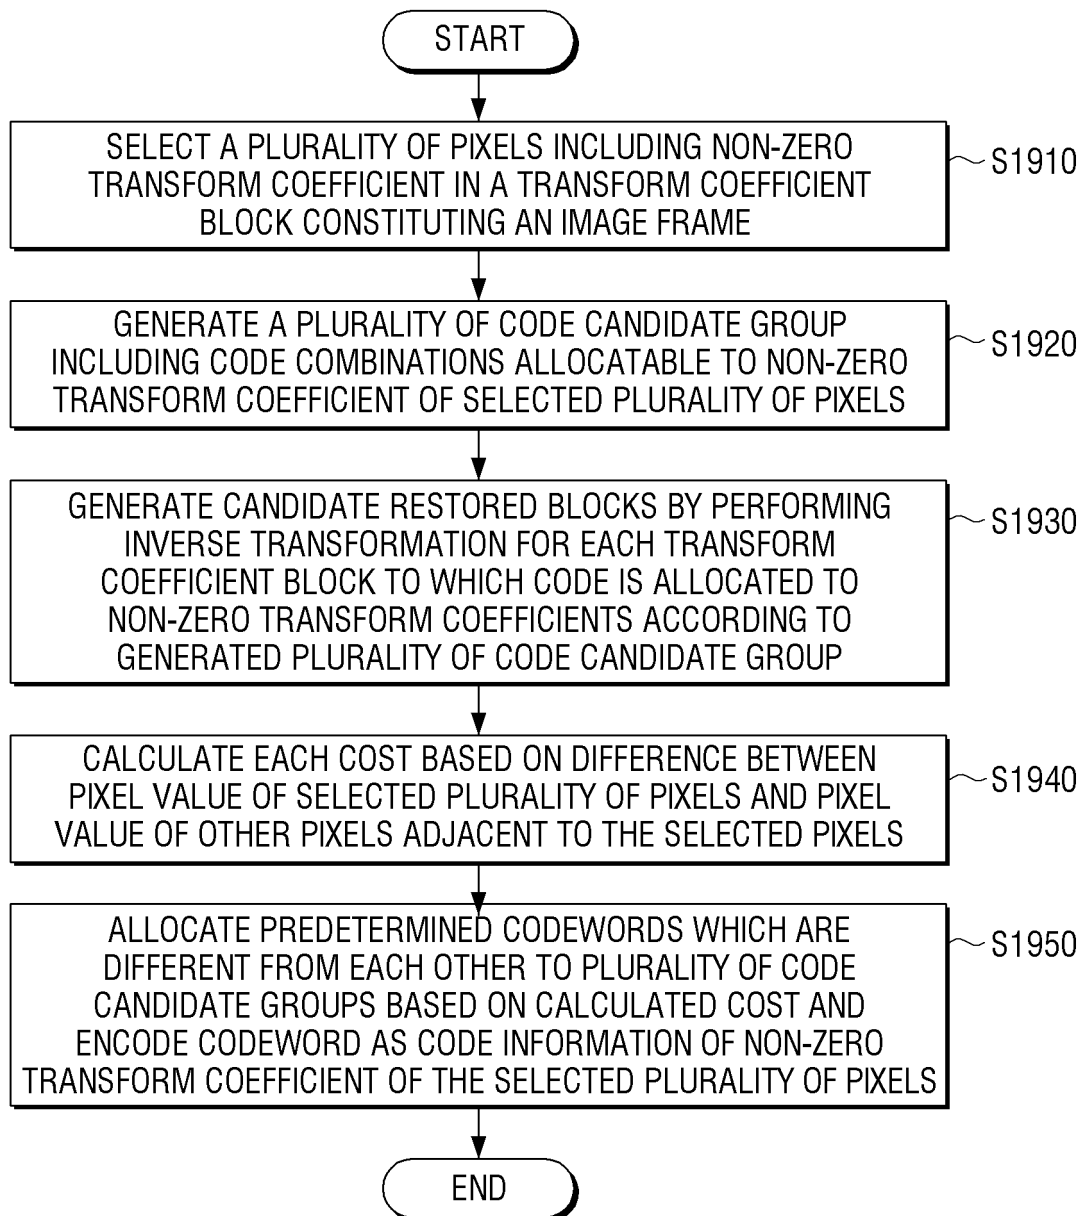 START
SELECT A PLURALITY OF PIXELS INCLUDING NON-ZERO
TRANSFORM COEFFICIENT IN A TRANSFORM COEFFICIENT
BLOCK CONSTITUTING AN IMAGE FRAME
S1910
GENERATE A PLURALITY OF CODE CANDIDATE GROUP
INCLUDING CODE COMBINATIONS ALLOCATABLE TO NON-ZERO
TRANSFORM COEFFICIENT OF SELECTED PLURALITY OF PIXELS
S1920
GENERATE CANDIDATE RESTORED BLOCKS BY PERFORMING
INVERSE TRANSFORMATION FOR EACH TRANSFORM
COEFFICIENT BLOCK TO WHICH CODE IS ALLOCATED TO
NON-ZERO TRANSFORM COEFFICIENTS ACCORDING TO
GENERATED PLURALITY OF CODE CANDIDATE GROUP
S1930
CALCULATE EACH COST BASED ON DIFFERENCE BETWEEN
PIXEL VALUE OF SELECTED PLURALITY OF PIXELS AND PIXEL
VALUE OF OTHER PIXELS ADJACENT TO THE SELECTED PIXELS
S1940
ALLOCATE PREDETERMINED CODEWORDS WHICH ARE
DIFFERENT FROM EACH OTHER TO PLURALITY OF CODE
CANDIDATE GROUPS BASED ON CALCULATED COST AND
ENCODE CODEWORD AS CODE INFORMATION OF NON-ZERO
TRANSFORM COEFFICIENT OF THE SELECTED PLURALITY OF PIXELS
S1950
END